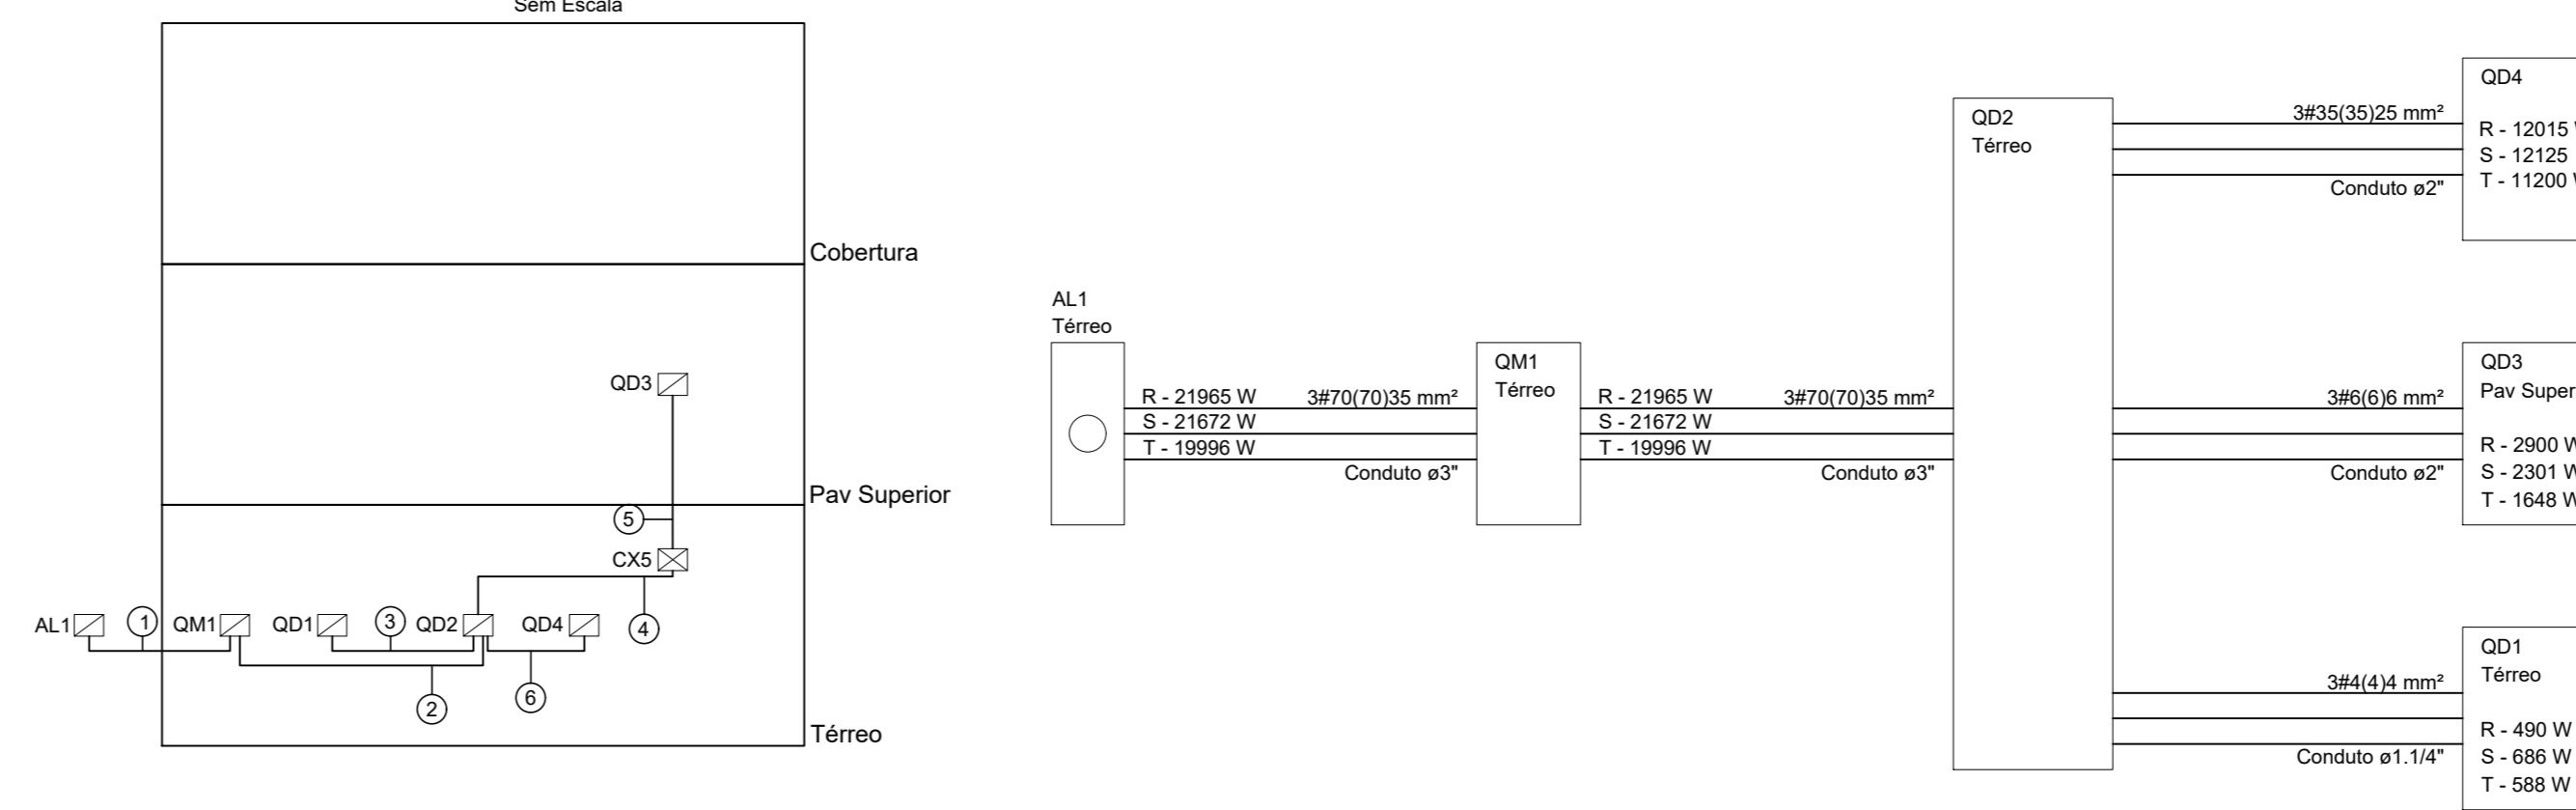 Sem Escala
Cobertura
QD3
Pav Superior
5
CX5
AL1
1
QM1
QD1
3
QD2
QD4
4
2
6
Térreo
AL1
Térreo
R - 21965 W
3#70(70)35 mm²
S - 21672 W
T - 19996 W
Conduto ø3"
QM1
Térreo
R - 21965 W
3#70(70)35 mm²
S - 21672 W
T - 19996 W
Conduto ø3"
QD2
Térreo
3#35(35)25 mm²
Conduto ø2"
QD4
R - 12015
S - 12125
T - 11200
3#6(6)6 mm²
Conduto ø2"
QD3
Pav Super
R - 2900 W
S - 2301 W
T - 1648 W
3#4(4)4 mm²
Conduto ø1.1/4"
QD1
Térreo
R - 490 W
S - 686 W
T - 588 W